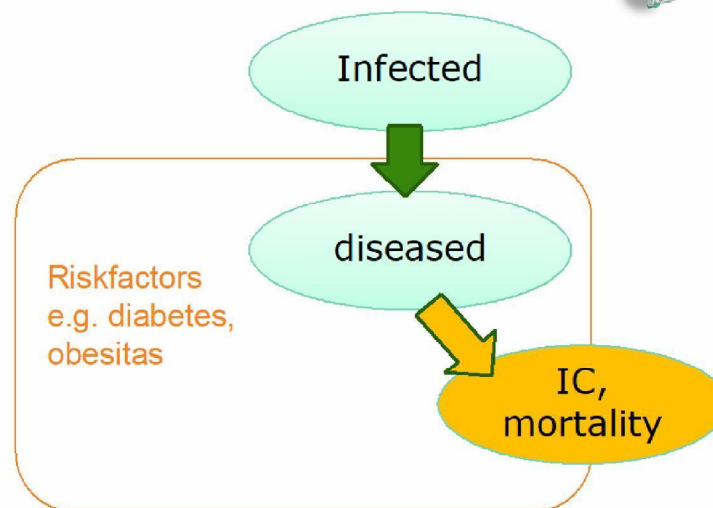 Infected
diseased
Riskfactors
e.g. diabetes,
obesitas
IC,
mortality